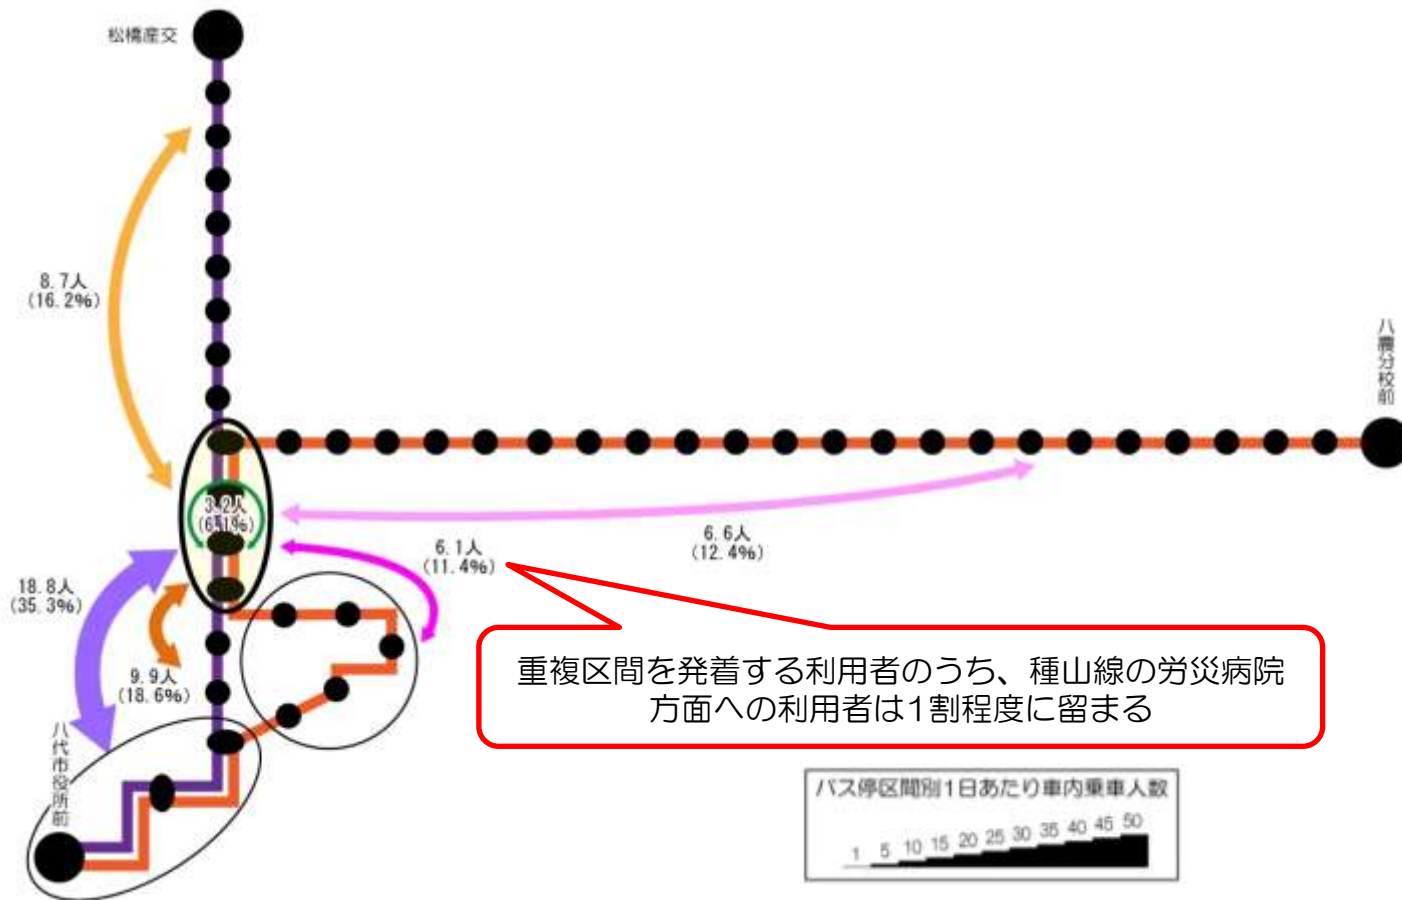 松橋産交
8.7人
(16.2%)
八農分校前
3.2人
(6.1%)
6.6人
(12.4%)
6.1人
(11.4%)
18.8人
(35.3%)
9.9人
(18.6%)
重複区間を発着する利用者のうち、種山線の労災病院
方面への利用者は1割程度に留まる
八代市役所前
バス停区間別1日あたり車内乗車人数
1 5 10 15 20 25 30 35 40 45 50